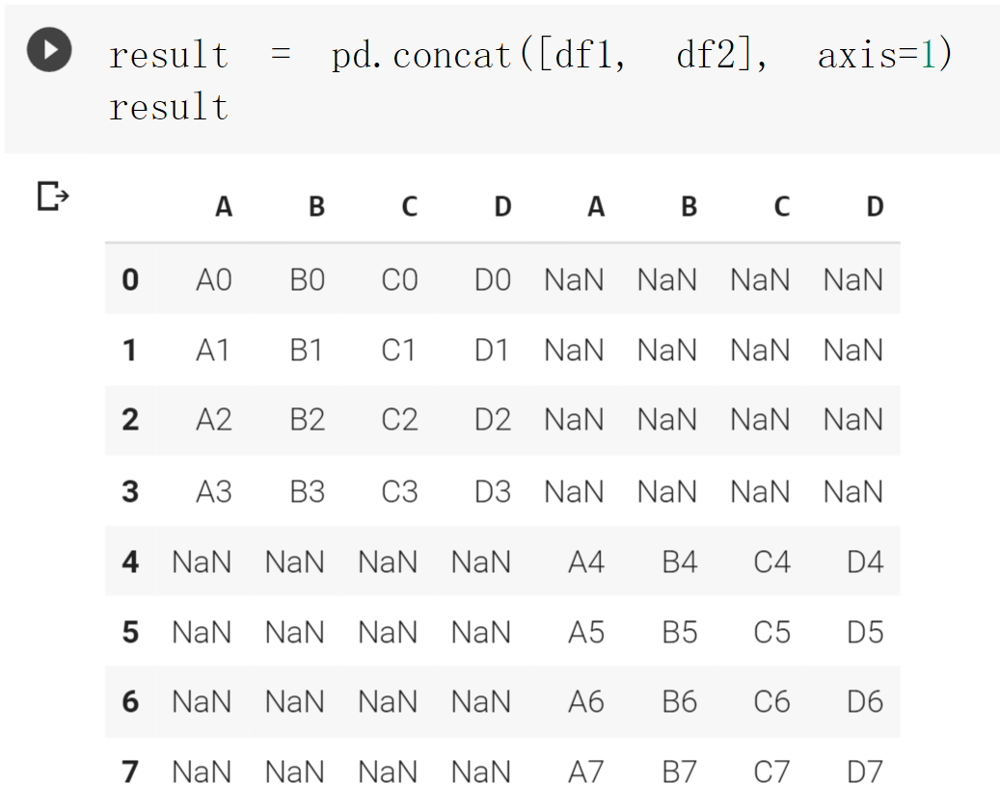 result = pd.concat([df1, df2], axis=1)
result
A B C D A B C D
0 A0 B0 C0 D0 NaN NaN NaN NaN
1 A1 B1 C1 D1 NaN NaN NaN NaN
2 A2 B2 C2 D2 NaN NaN NaN NaN
3 A3 B3 C3 D3 NaN NaN NaN NaN
4 NaN NaN NaN NaN A4 B4 C4 D4
5 NaN NaN NaN NaN A5 B5 C5 D5
6 NaN NaN NaN NaN A6 B6 C6 D6
7 NaN NaN NaN NaN A7 B7 C7 D7